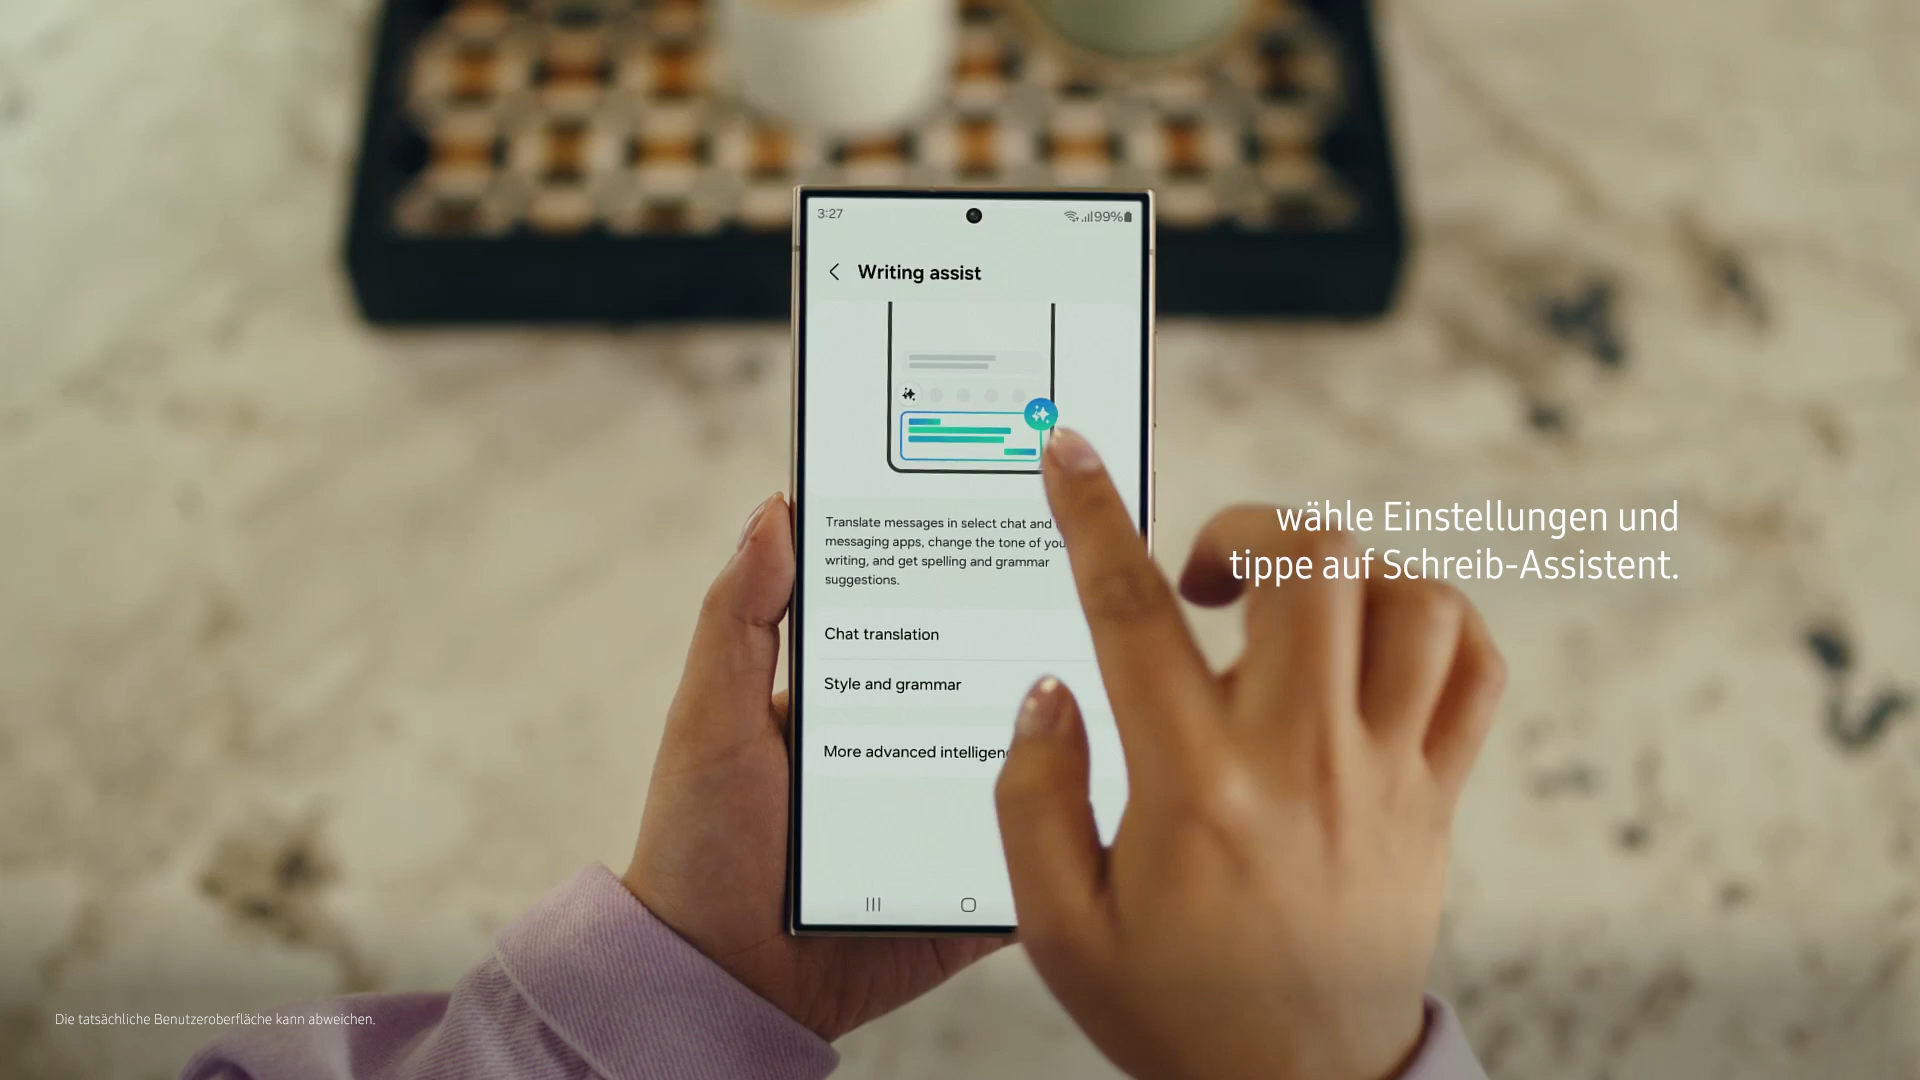 3:27
99%
Writing assist
Translate messages in select chat and
messaging apps, change the tone of you
writing, and get spelling and grammar
suggestions.
Chat translation
Style and grammar
More advanced intelligen
wähle Einstellungen und
tippe auf Schreib-Assistent.
Die tatsächliche Benutzeroberfläche kann abweichen.